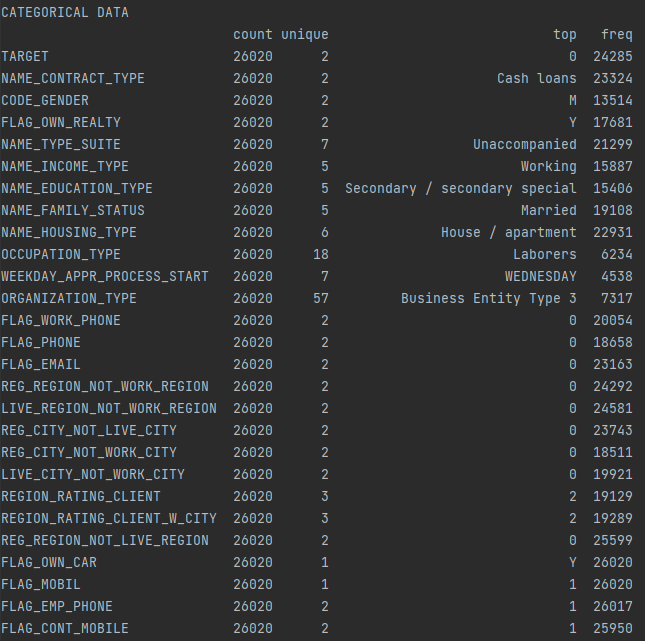 CATEGORICAL DATA
count unique top freq
TARGET 26020 2 0 24285
NAME_CONTRACT_TYPE 26020 2 Cash loans 23324
CODE_GENDER 26020 2 M 13514
FLAG_OWN_REALTY 26020 2 Y 17681
NAME_TYPE_SUITE 26020 7 Unaccompanied 21299
NAME_INCOME_TYPE 26020 5 Working 15887
NAME_EDUCATION_TYPE 26020 5 Secondary / secondary special 15406
NAME_FAMILY_STATUS 26020 5 Married 19108
NAME_HOUSING_TYPE 26020 6 House / apartment 22931
OCCUPATION_TYPE 26020 18 Laborers 6234
WEEKDAY_APPR_PROCESS_START 26020 7 WEDNESDAY 4538
ORGANIZATION_TYPE 26020 57 Business Entity Type 3 7317
FLAG_WORK_PHONE 26020 2 0 20054
FLAG_PHONE 26020 2 0 18658
FLAG_EMAIL 26020 2 0 23163
REG_REGION_NOT_WORK_REGION 26020 2 0 24292
LIVE_REGION_NOT_WORK_REGION 26020 2 0 24581
REG_CITY_NOT_LIVE_CITY 26020 2 0 23743
REG_CITY_NOT_WORK_CITY 26020 2 0 18511
LIVE_CITY_NOT_WORK_CITY 26020 2 0 19921
REGION_RATING_CLIENT 26020 3 2 19129
REGION_RATING_CLIENT_W_CITY 26020 3 2 19289
REG_REGION_NOT_LIVE_REGION 26020 2 0 25599
FLAG_OWN_CAR 26020 1 Y 26020
FLAG_MOBIL 26020 1 1 26020
FLAG_EMP_PHONE 26020 2 1 26017
FLAG_CONT_MOBILE 26020 2 1 25950